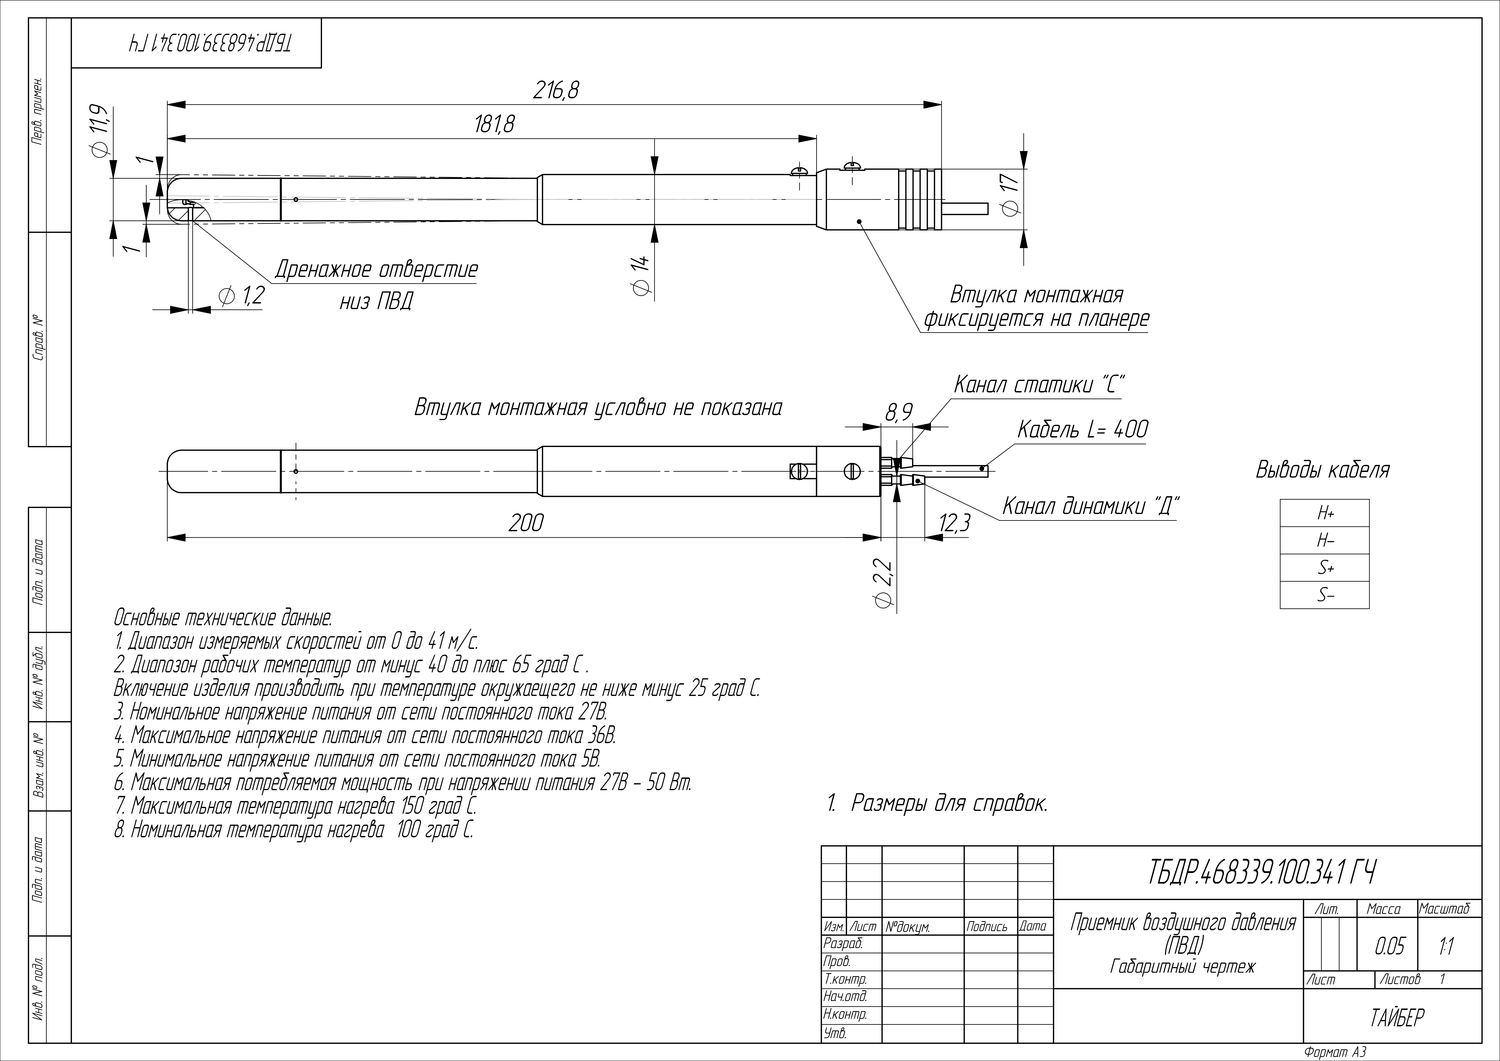 ТБДР.468339.100.341 ГЧ
Перв. примен.
Справ. №
Подп. и дата
Инв. № дубл.
Взам. инв. №
Подп. и дата
Инв. № подл.
216,8
181,8
⌀ 11,9
1
1
⌀ 1,2
Дренажное отверстие
низ ПВД
⌀ 14
⌀ 17
Втулка монтажная
фиксируется на планере
Втулка монтажная условно не показана
Канал статики "С"
8,9
Кабель L= 400
Канал динамики "Д"
200
12,3
⌀ 2,2
Выводы кабеля
H+
H-
S+
S-
Основные технические данные.
1. Диапазон измеряемых скоростей от 0 до 41 м/с.
2. Диапозон рабочих температур от минус 40 до плюс 65 град С .
Включение изделия производить при температуре окружаещего не ниже минус 25 град С.
3. Номинальное напряжение питания от сети постоянного тока 27В.
4. Максимальное напряжение питания от сети постоянного тока 36В.
5. Минимальное напряжение питания от сети постоянного тока 5В.
6. Максимальная потребляемая мощность при напряжении питания 27В - 50 Вт.
7. Максимальная температура нагрева 150 град С.
8. Номинальная температура нагрева 100 град С.
1. Размеры для справок.
ТБДР.468339.100.341 ГЧ
Изм. Лист №докум. Подпись Дата
Разраб.
Пров.
Т.контр.
Нач.отд.
Н.контр.
Утв.
Приемник воздушного давления
(ПВД)
Габаритный чертеж
Лит. Масса Масштаб
0.05 1:1
Лист Листов 1
ТАЙБЕР
Формат А3